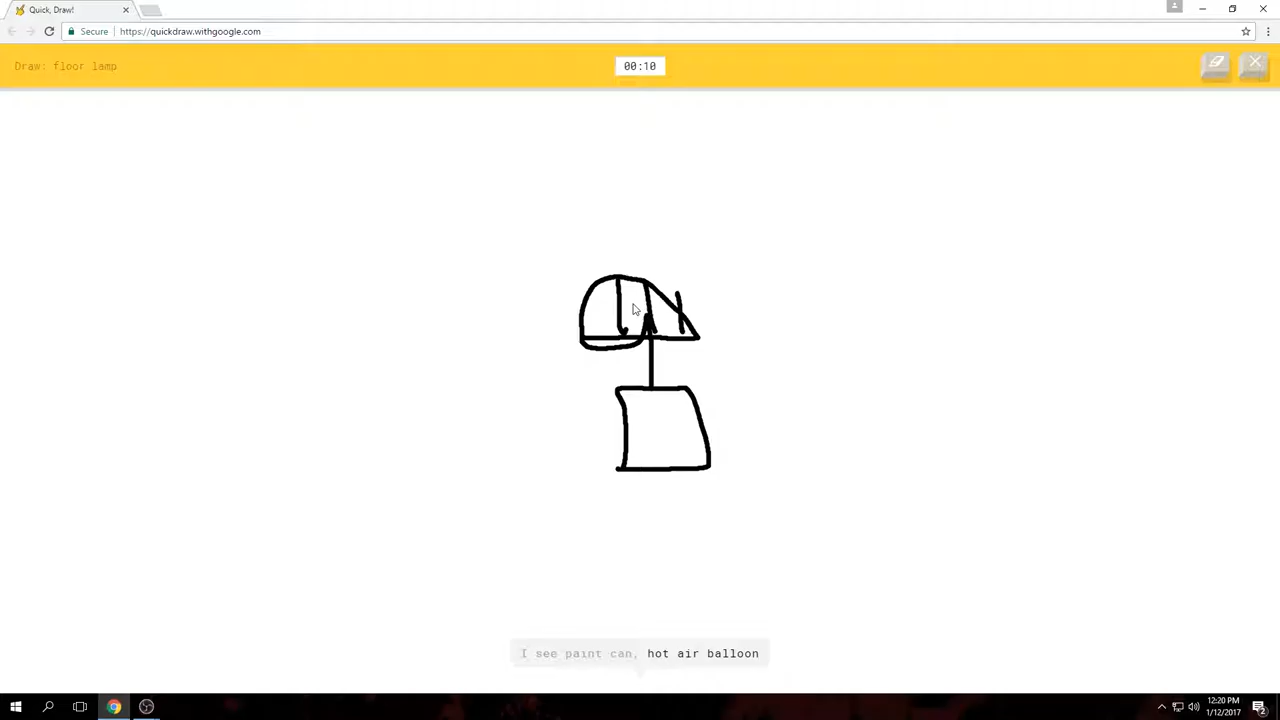 Quick, Draw!
Secure https://quickdraw.withgoogle.com
Draw: floor lamp
00:10
I see paint can, hot air balloon
12:20 PM
1/12/2017
2